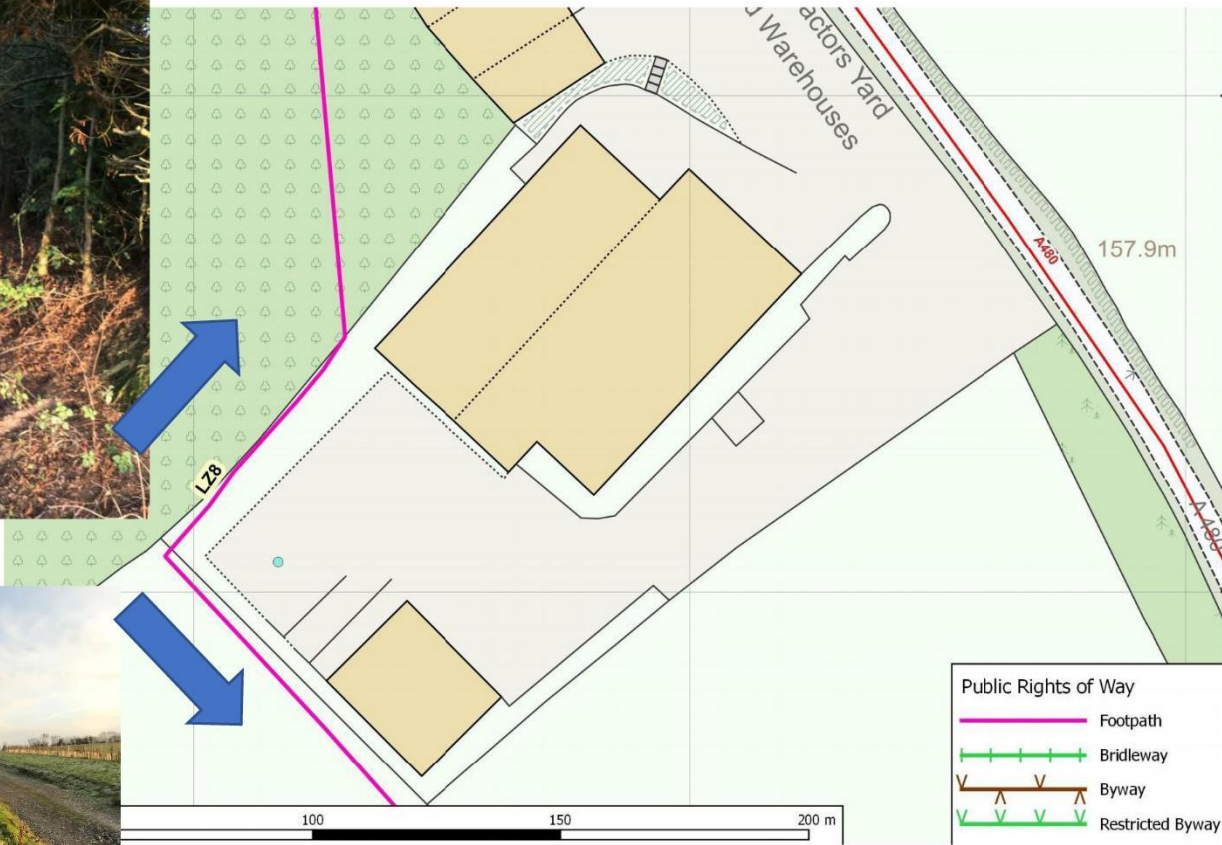 actors Yard
d Warehouses
A480
157.9m
LZ8
A 480
Public Rights of Way
Footpath
Bridleway
Byway
Restricted Byway
100
150
200 m